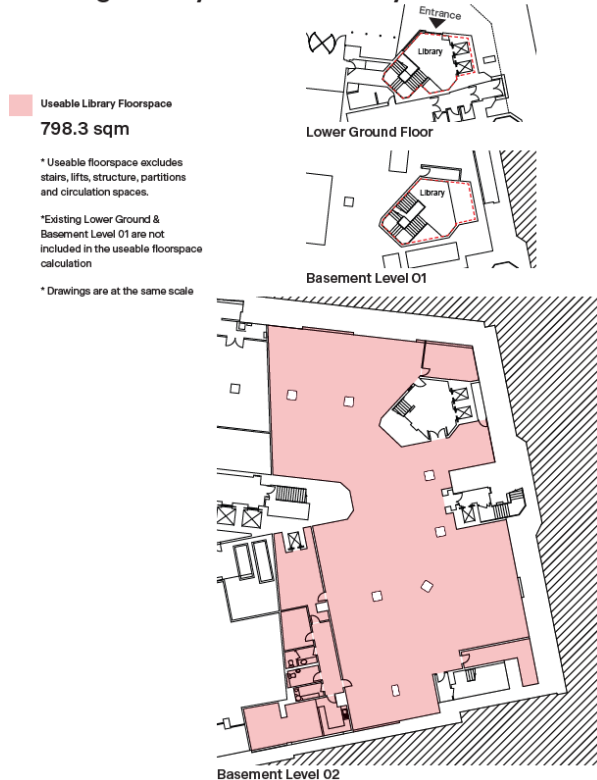 Entrance
Library
Lower Ground Floor
Useable Library Floorspace
798.3 sqm
* Useable floorspace excludes
stairs, lifts, structure, partitions
and circulation spaces.
*Existing Lower Ground &
Basement Level 01 are not
included in the useable floorspace
calculation
* Drawings are at the same scale
Library
Basement Level 01
Basement Level 02